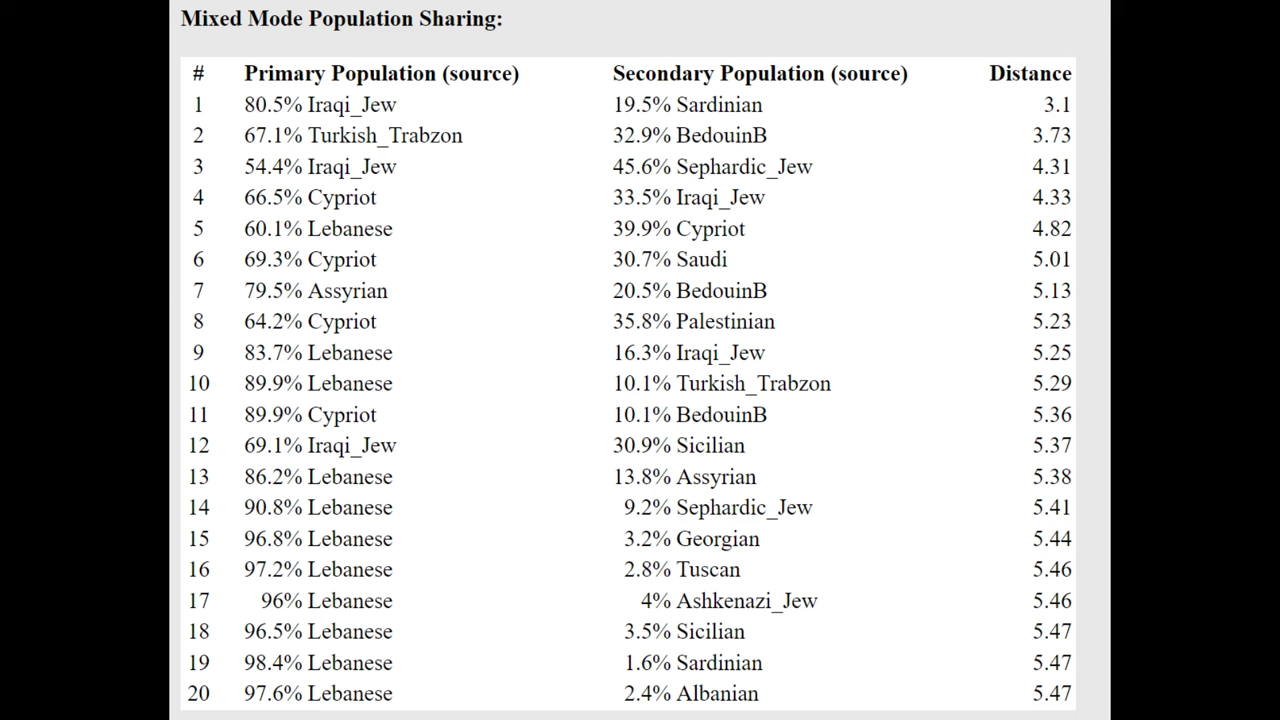 Mixed Mode Population Sharing:
# Primary Population (source) Secondary Population (source) Distance
1 80.5% Iraqi_Jew 19.5% Sardinian 3.1
2 67.1% Turkish_Trabzon 32.9% BedouinB 3.73
3 54.4% Iraqi_Jew 45.6% Sephardic_Jew 4.31
4 66.5% Cypriot 33.5% Iraqi_Jew 4.33
5 60.1% Lebanese 39.9% Cypriot 4.82
6 69.3% Cypriot 30.7% Saudi 5.01
7 79.5% Assyrian 20.5% BedouinB 5.13
8 64.2% Cypriot 35.8% Palestinian 5.23
9 83.7% Lebanese 16.3% Iraqi_Jew 5.25
10 89.9% Lebanese 10.1% Turkish_Trabzon 5.29
11 89.9% Cypriot 10.1% BedouinB 5.36
12 69.1% Iraqi_Jew 30.9% Sicilian 5.37
13 86.2% Lebanese 13.8% Assyrian 5.38
14 90.8% Lebanese 9.2% Sephardic_Jew 5.41
15 96.8% Lebanese 3.2% Georgian 5.44
16 97.2% Lebanese 2.8% Tuscan 5.46
17 96% Lebanese 4% Ashkenazi_Jew 5.46
18 96.5% Lebanese 3.5% Sicilian 5.47
19 98.4% Lebanese 1.6% Sardinian 5.47
20 97.6% Lebanese 2.4% Albanian 5.47